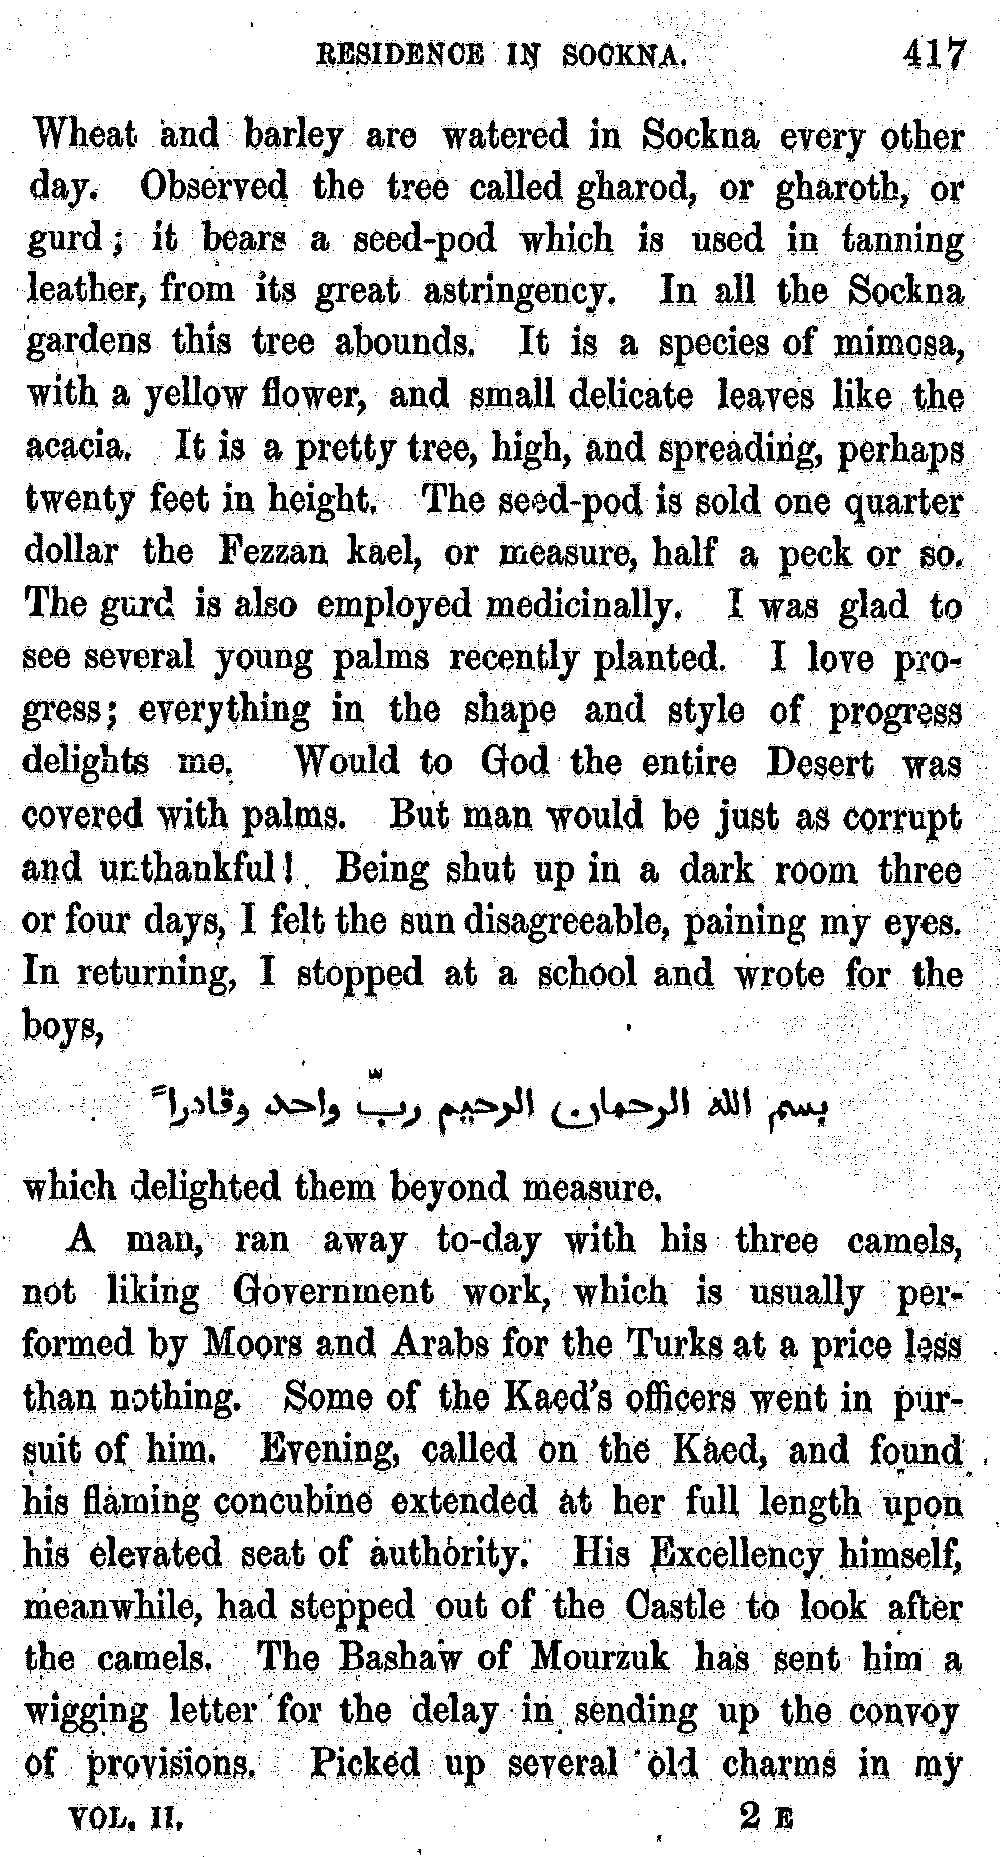 RESIDENCE IN SOCKNA. 417
Wheat and barley are watered in Sockna every other
day. Observed the tree called gharod, or gharoth, or
gurd; it bears a seed-pod which is used in tanning
leather, from its great astringency. In all the Sockna
gardens this tree abounds. It is a species of mimosa,
with a yellow flower, and small delicate leaves like the
acacia. It is a pretty tree, high, and spreading, perhaps
twenty feet in height. The seed-pod is sold one quarter
dollar the Fezzan kael, or measure, half a peck or so.
The gurd is also employed medicinally. I was glad to
see several young palms recently planted. I love pro-
gress; everything in the shape and style of progress
delights me. Would to God the entire Desert was
covered with palms. But man would be just as corrupt
and unthankful! Being shut up in a dark room three
or four days, I felt the sun disagreeable, paining my eyes.
In returning, I stopped at a school and wrote for the
boys,
بسم الله الرحمان الرحيم ربّ واحد وقادراً
which delighted them beyond measure.
A man, ran away to-day with his three camels,
not liking Government work, which is usually per-
formed by Moors and Arabs for the Turks at a price less
than nothing. Some of the Kaed's officers went in pur-
suit of him. Evening, called on the Kaed, and found
his flaming concubine extended at her full length upon
his elevated seat of authority. His Excellency himself,
meanwhile, had stepped out of the Castle to look after
the camels. The Bashaw of Mourzuk has sent him a
wigging letter for the delay in sending up the convoy
of provisions. Picked up several old charms in my
VOL. II. 2 E